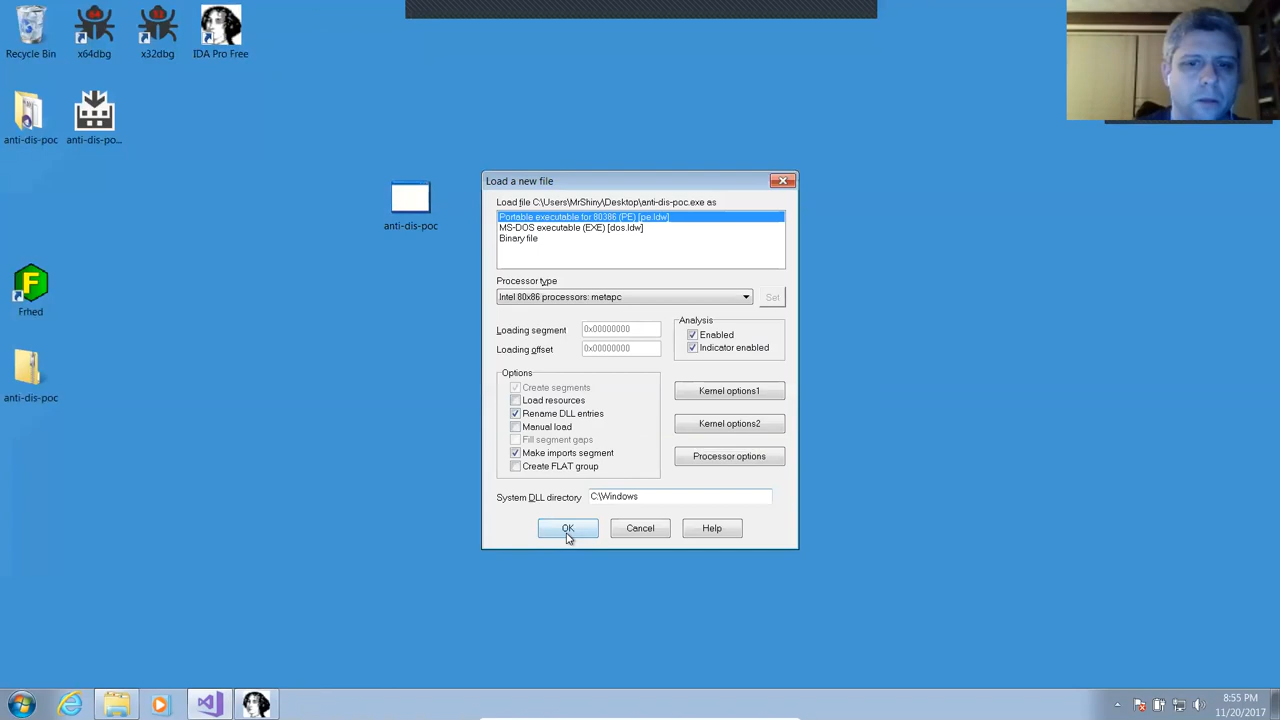 Recycle Bin
x64dbg
x32dbg
IDA Pro Free
anti-dis-poc
anti-dis-po...
anti-dis-poc
Frhed
anti-dis-poc
Load a new file
Load file C:\Users\MrShiny\Desktop\anti-dis-poc.exe as
Portable executable for 80386 (PE) [pe.ldw]
MS-DOS executable (EXE) [dos.ldw]
Binary file
Processor type
Intel 80x86 processors: metapc
Set
Loading segment
0x00000000
Loading offset
0x00000000
Analysis
Enabled
Indicator enabled
Options
Create segments
Load resources
Rename DLL entries
Manual load
Fill segment gaps
Make imports segment
Create FLAT group
Kernel options1
Kernel options2
Processor options
System DLL directory
C:\Windows
OK
Cancel
Help
8:55 PM
11/20/2017